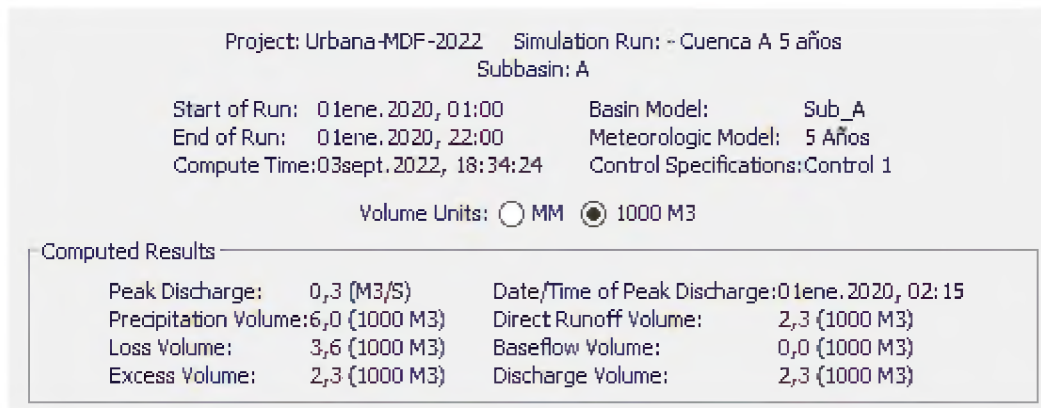 Project: Urbana-MDF-2022 Simulation Run: - Cuenca A 5 años
Subbasin: A
Start of Run: 01ene.2020, 01:00 Basin Model: Sub_A
End of Run: 01ene.2020, 22:00 Meteorologic Model: 5 Años
Compute Time:03sept.2022, 18:34:24 Control Specifications:Control 1
Volume Units: MM 1000 M3
Computed Results
Peak Discharge: 0,3 (M3/S) Date/Time of Peak Discharge:01ene.2020, 02:15
Precipitation Volume:6,0 (1000 M3) Direct Runoff Volume: 2,3 (1000 M3)
Loss Volume: 3,6 (1000 M3) Baseflow Volume: 0,0 (1000 M3)
Excess Volume: 2,3 (1000 M3) Discharge Volume: 2,3 (1000 M3)